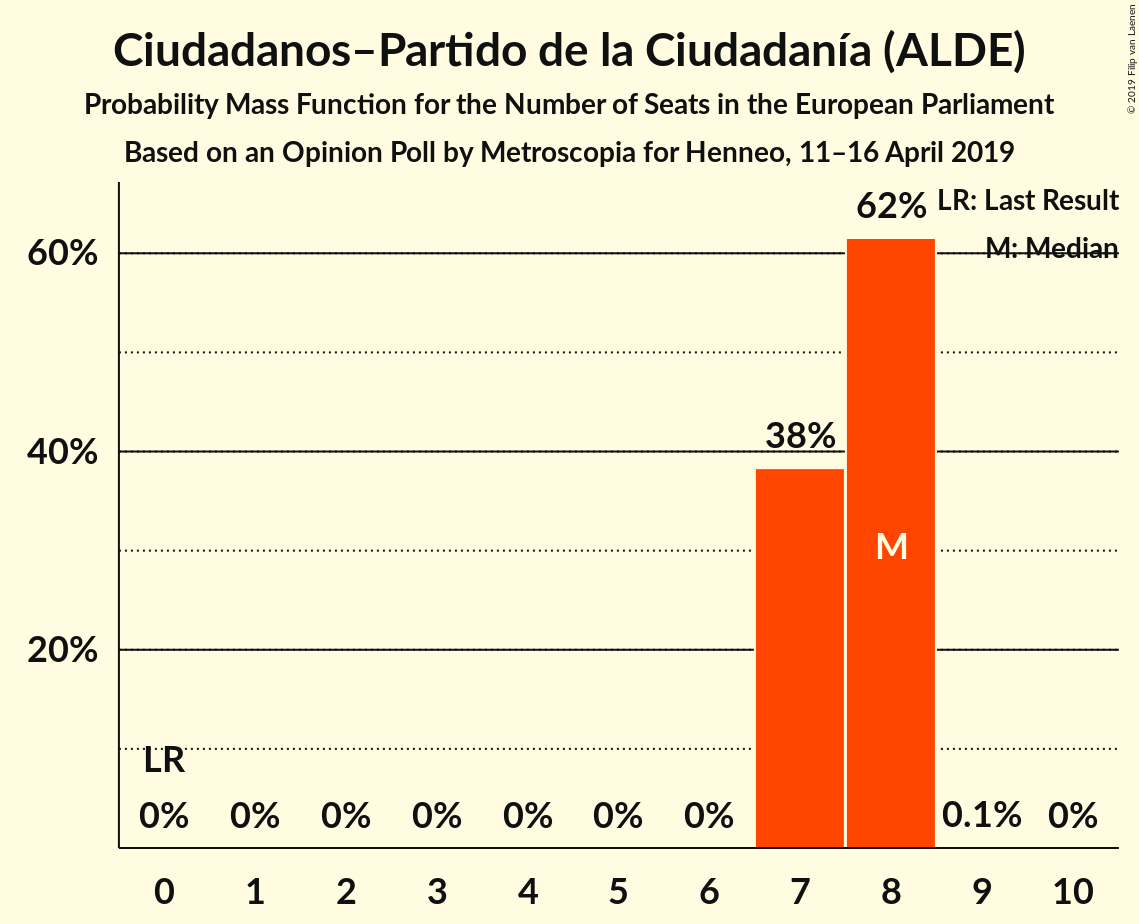 Ciudadanos–Partido de la Ciudadanía (ALDE)
Probability Mass Function for the Number of Seats in the European Parliament
Based on an Opinion Poll by Metroscopia for Henneo, 11–16 April 2019
© 2019 Filip van Laenen
LR: Last Result
M: Median
62%
60%
38%
40%
M
20%
LR
0% 0% 0% 0% 0% 0% 0% 0.1% 0%
0 1 2 3 4 5 6 7 8 9 10